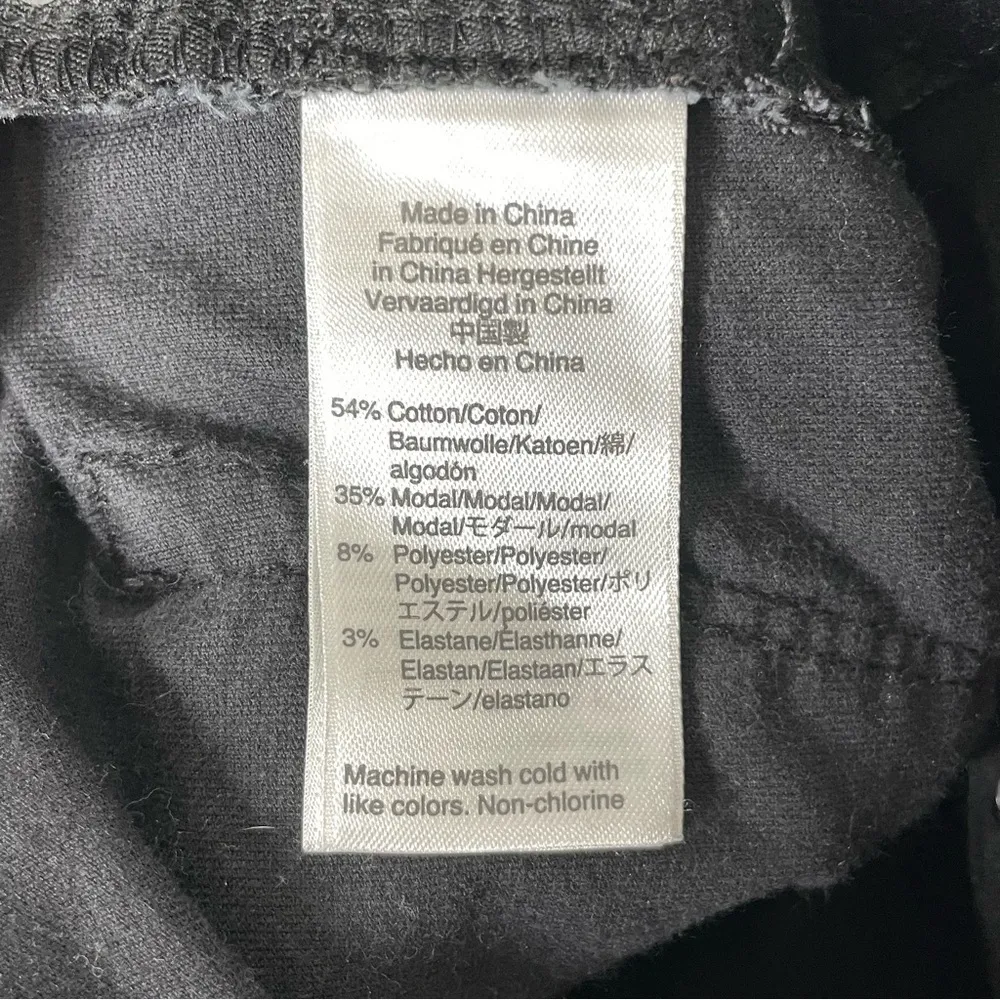 Made in China
Fabriqué en Chine
in China Hergestellt
Vervaardigd in China
中国製
Hecho en China
54% Cotton/Coton/
Baumwolle/Katoen/綿/
algodón
35% Modal/Modal/Modal/
Modal/モダール/modal
8% Polyester/Polyester/
Polyester/Polyester/ポリ
エステル/poliéster
3% Elastane/Élasthanne/
Elastan/Elastaan/エラス
テーン/elastano
Machine wash cold with
like colors. Non-chlorine